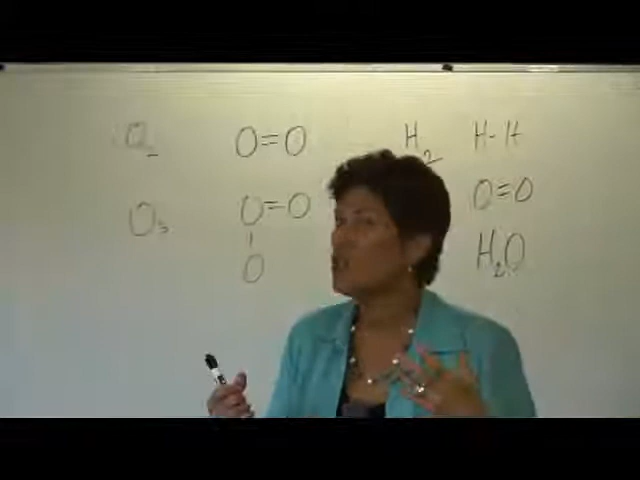 O₂ O=O H₂ H-H
O=O
O₃ O=O
H₂O
|
O